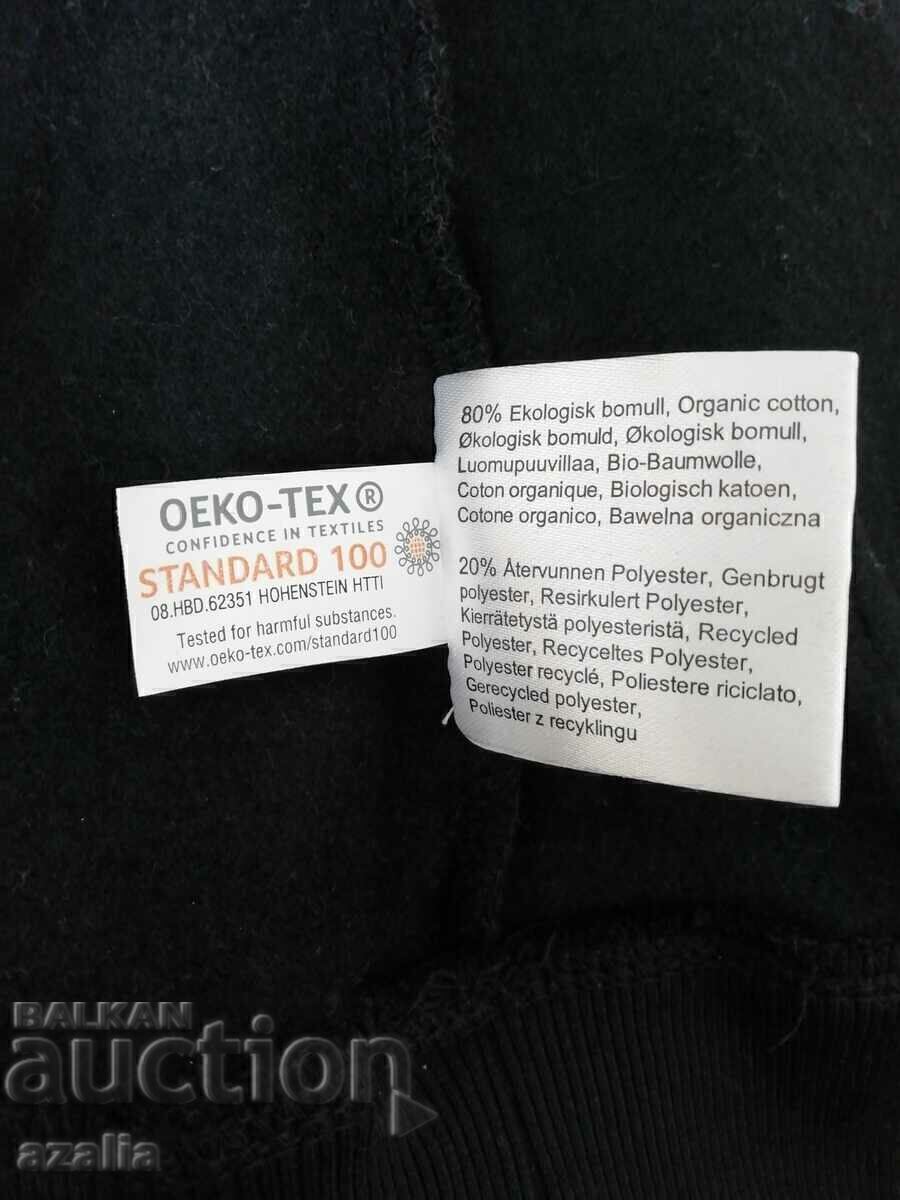 OEKO-TEX®
CONFIDENCE IN TEXTILES
STANDARD 100
08.HBD.62351 HOHENSTEIN HTTI
Tested for harmful substances.
www.oeko-tex.com/standard100
80% Ekologisk bomull, Organic cotton,
Økologisk bomuld, Økologisk bomull,
Luomupuuvillaa, Bio-Baumwolle,
Coton organique, Biologisch katoen,
Cotone organico, Bawelna organiczna
20% Återvunnen Polyester, Genbrugt
polyester, Resirkulert Polyester,
Kierrätetystä polyesteristä, Recycled
Polyester, Recyceltes Polyester,
Polyester recyclé, Poliestere riciclato,
Gerecycled polyester,
Poliester z recyklingu
BALKAN
auction
azalia